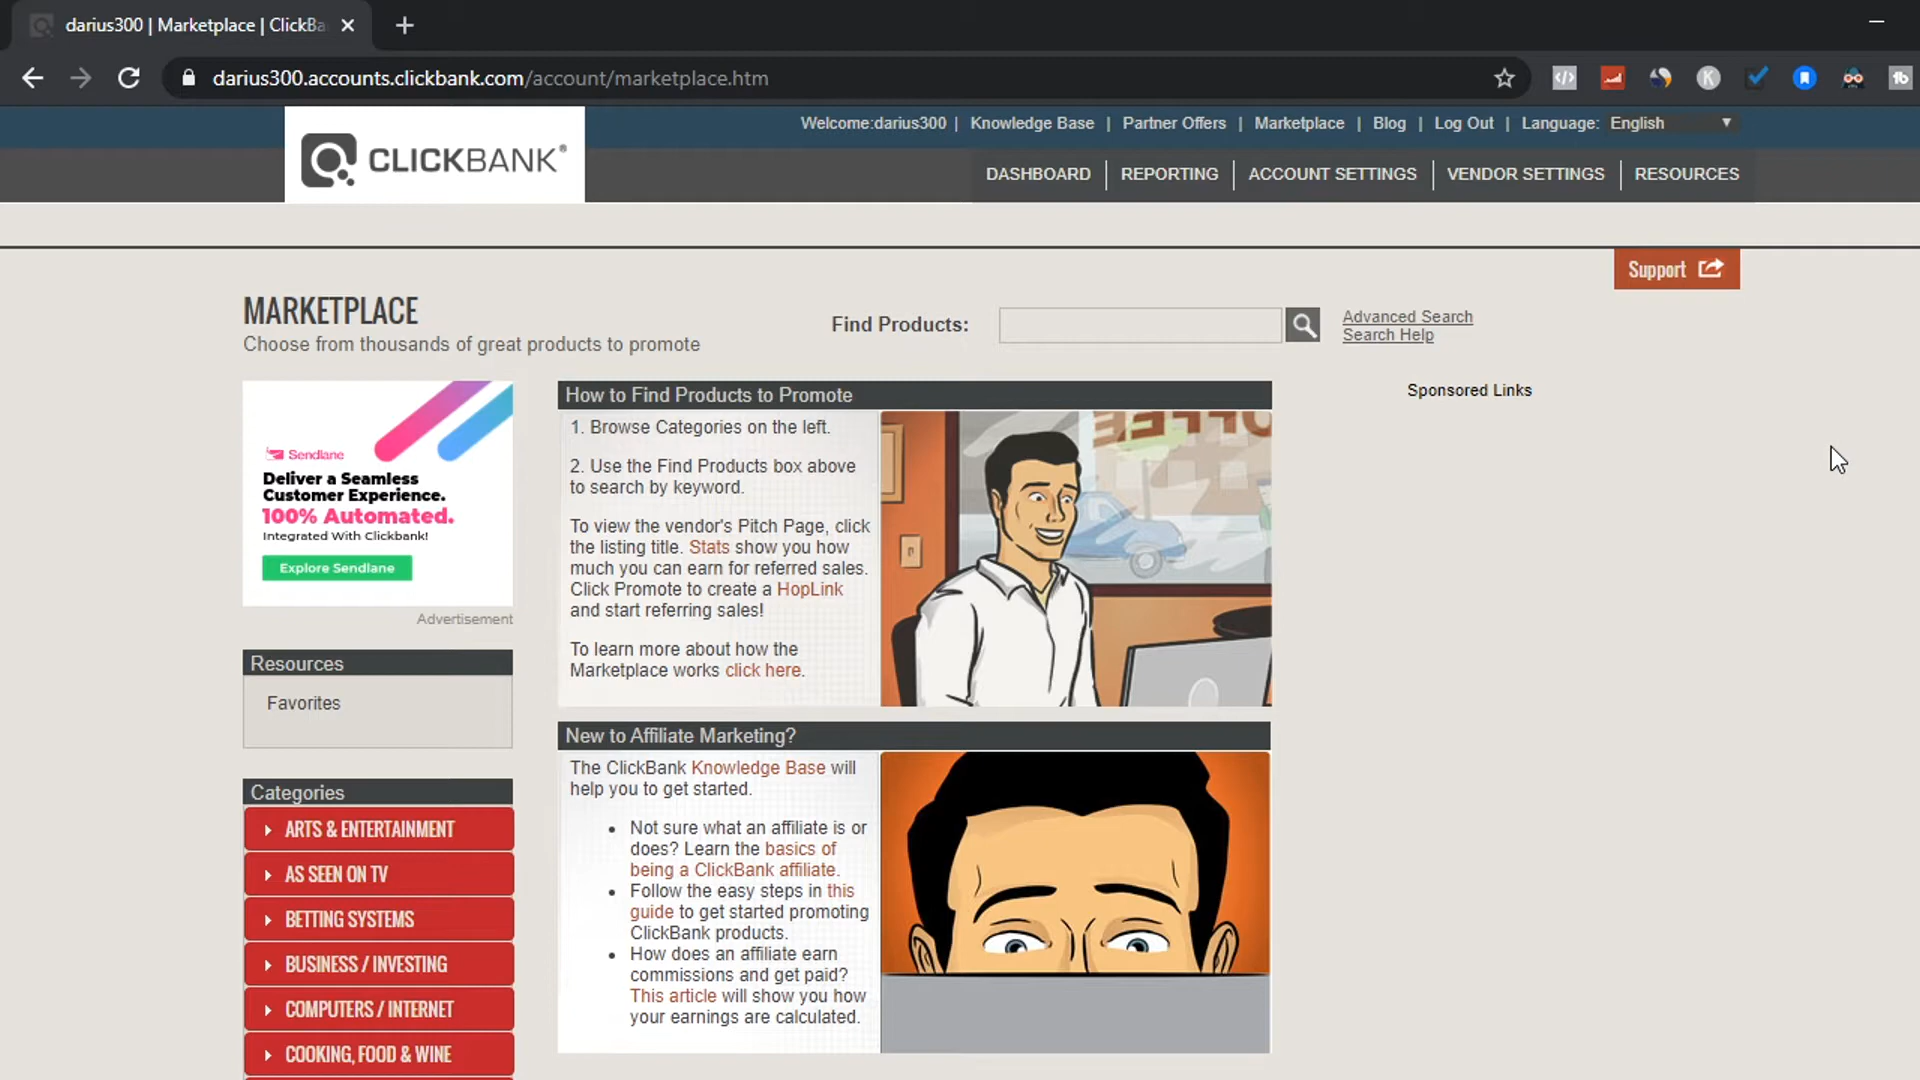 darius300 | Marketplace | ClickBa
darius300.accounts.clickbank.com/account/marketplace.htm
Welcome:darius300 | Knowledge Base | Partner Offers | Marketplace | Blog | Log Out | Language: English
CLICKBANK®
DASHBOARD REPORTING ACCOUNT SETTINGS VENDOR SETTINGS RESOURCES
Support
MARKETPLACE
Choose from thousands of great products to promote
Find Products:
Advanced Search
Search Help
Sendlane
Deliver a Seamless
Customer Experience.
100% Automated.
Integrated With Clickbank!
Explore Sendlane
Advertisement
Resources
Favorites
Categories
ARTS & ENTERTAINMENT
AS SEEN ON TV
BETTING SYSTEMS
BUSINESS / INVESTING
COMPUTERS / INTERNET
COOKING, FOOD & WINE
How to Find Products to Promote
1. Browse Categories on the left.
2. Use the Find Products box above
to search by keyword.
To view the vendor's Pitch Page, click
the listing title. Stats show you how
much you can earn for referred sales.
Click Promote to create a HopLink
and start referring sales!
To learn more about how the
Marketplace works click here.
New to Affiliate Marketing?
The ClickBank Knowledge Base will
help you to get started.
• Not sure what an affiliate is or
does? Learn the basics of
being a ClickBank affiliate.
• Follow the easy steps in this
guide to get started promoting
ClickBank products.
• How does an affiliate earn
commissions and get paid?
This article will show you how
your earnings are calculated.
Sponsored Links